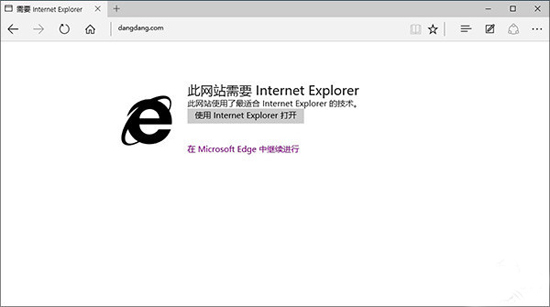 需要 Internet Explorer
dangdang.com
此网站需要 Internet Explorer
此网站使用了最适合 Internet Explorer 的技术。
使用 Internet Explorer 打开
在 Microsoft Edge 中继续进行